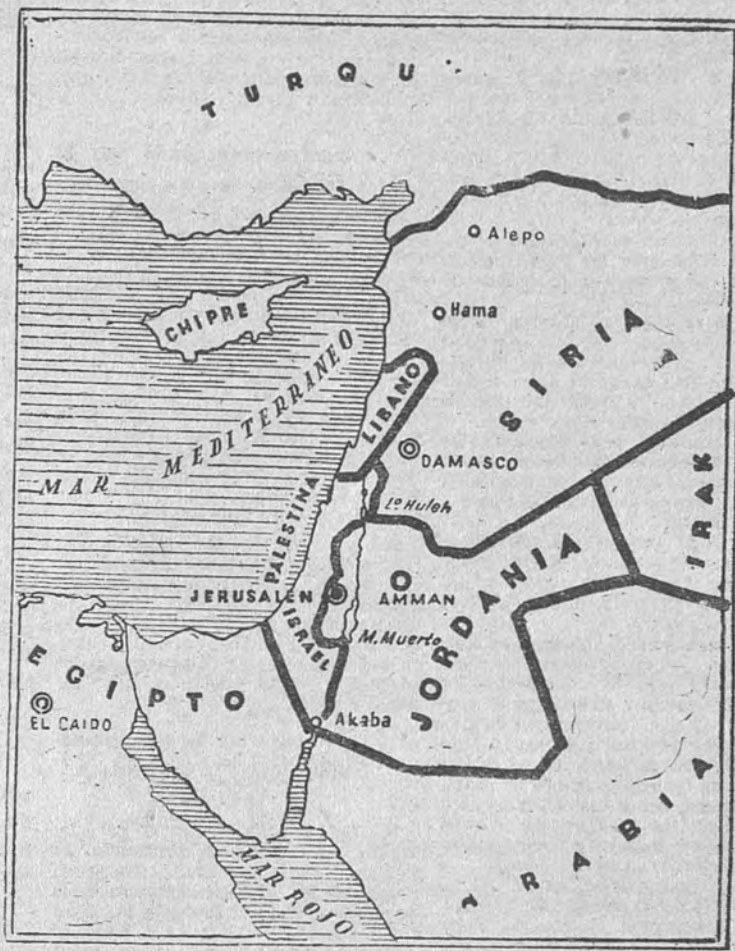 TURQU
Alepo
Hama
CHIPRE
SIRIA
MAR MEDITERRANEO
LIBANO
DAMASCO
Lº Huleh
IRAK
PALESTINA
ISRAEL
JORDANIA
JERUSALÉN
AMMAN
M. Muerto
EGIPTO
EL CAIDO
Akaba
MAR ROJO
ARABIA